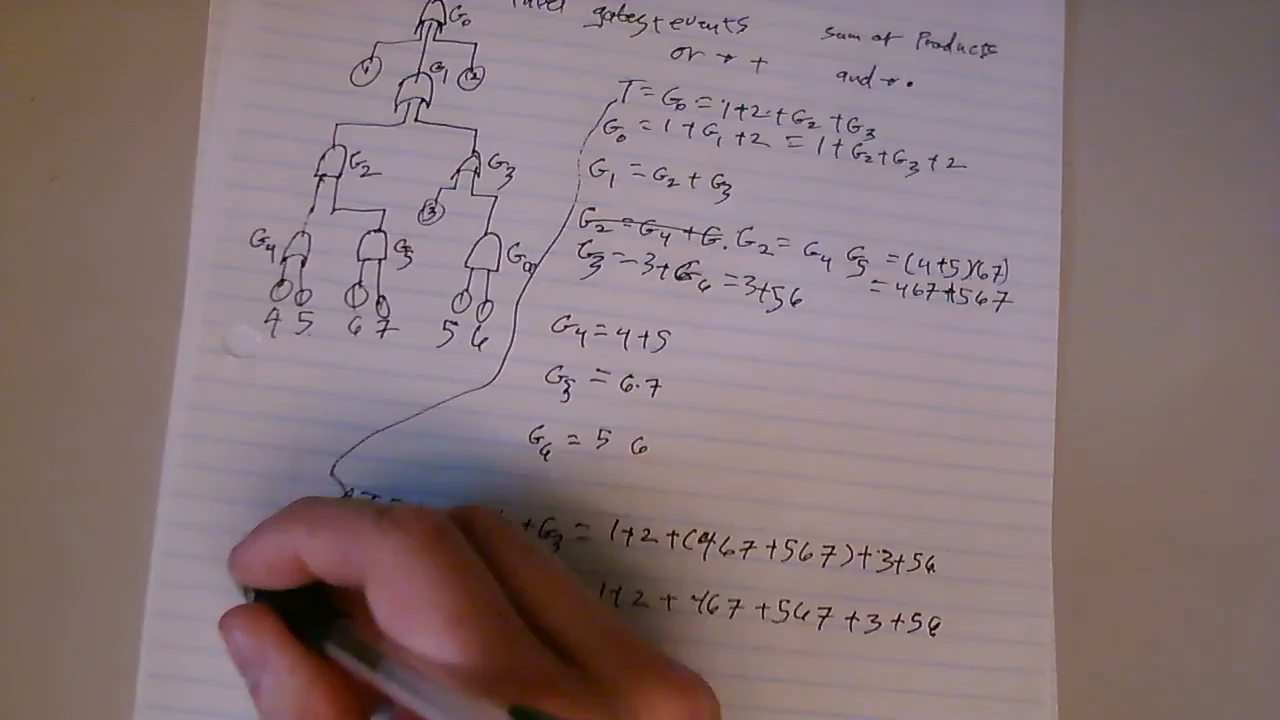 gates+events
sum of Products
or → +
and → •
G0
1
G1
2
T = G0 = 1+2+G2+G3
G0 = 1+G1+2 = 1+G2+G3+2
G1 = G2+G3
G2
G3
3
G2 = G4+G. G2 = G4 G5 = (4+5)(67)
= 467+567
G3 = 3+G6 = 3+56
G4
G5
4 5 6 7 5 6
G4 = 4+5
G5 = 6.7
G6 = 5 6
+G3 = 1+2+(467+567)+3+56
1+2+467+567+3+56